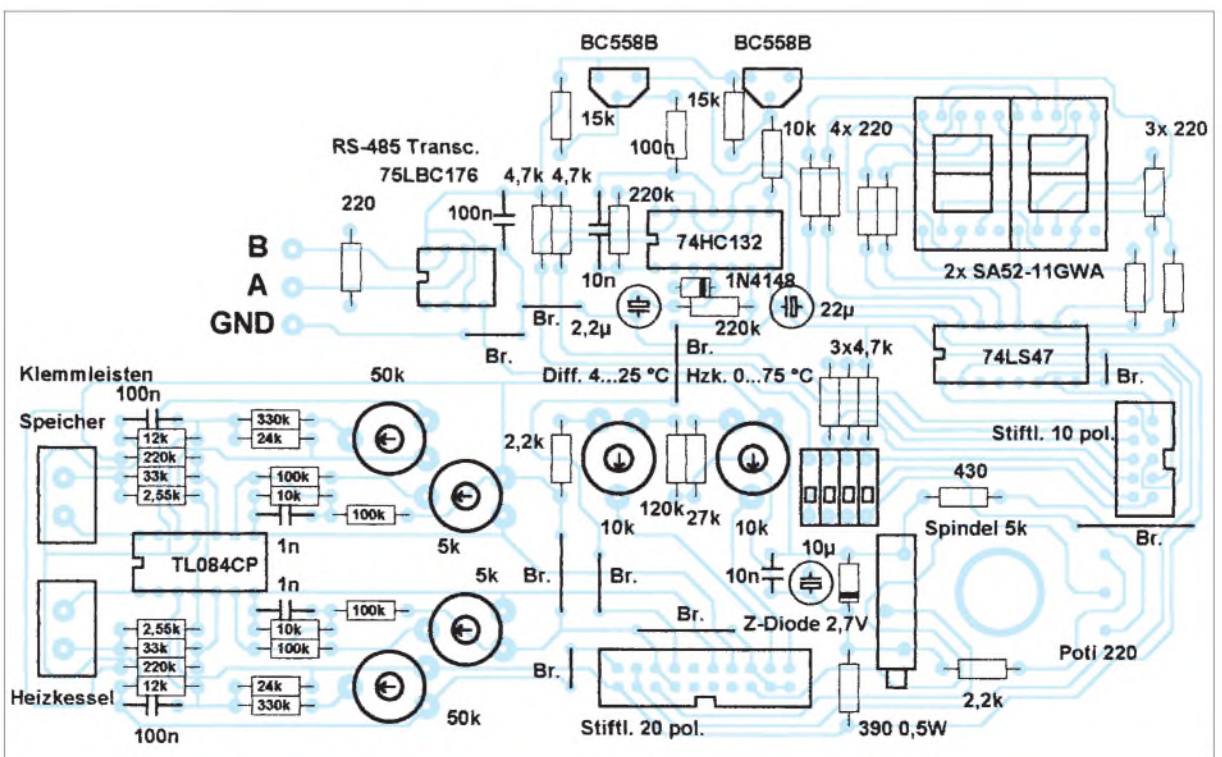 BC558B
BC558B
15k
15k
100n
10k
4x 220
3x 220
RS-485 Transc.
75LBC176
4,7k
4,7k
220k
220
100n
74HC132
B
A
GND
10n
1N4148
2x SA52-11GWA
Br.
2,2µ
220k
22µ
Br.
Br.
3x4,7k
74LS47
Br.
Klemmleisten
100n
50k
Diff. 4...25 °C
Hzk. 0...75 °C
Speicher
330k
12k
24k
220k
33k
100k
2,55k
10k
100k
2,2k
Stiftl. 10 pol.
430
120k
27k
10k
10k
5k
Spindel 5k
Br.
1n
TL084CP
1n
5k
Br.
Br.
10n
10µ
100k
2,55k
10k
33k
100k
220k
12k
24k
330k
Br.
Z-Diode 2,7V
Br.
Poti 220
Heizkessel
100n
50k
Stiftl. 20 pol.
390 0,5W
2,2k